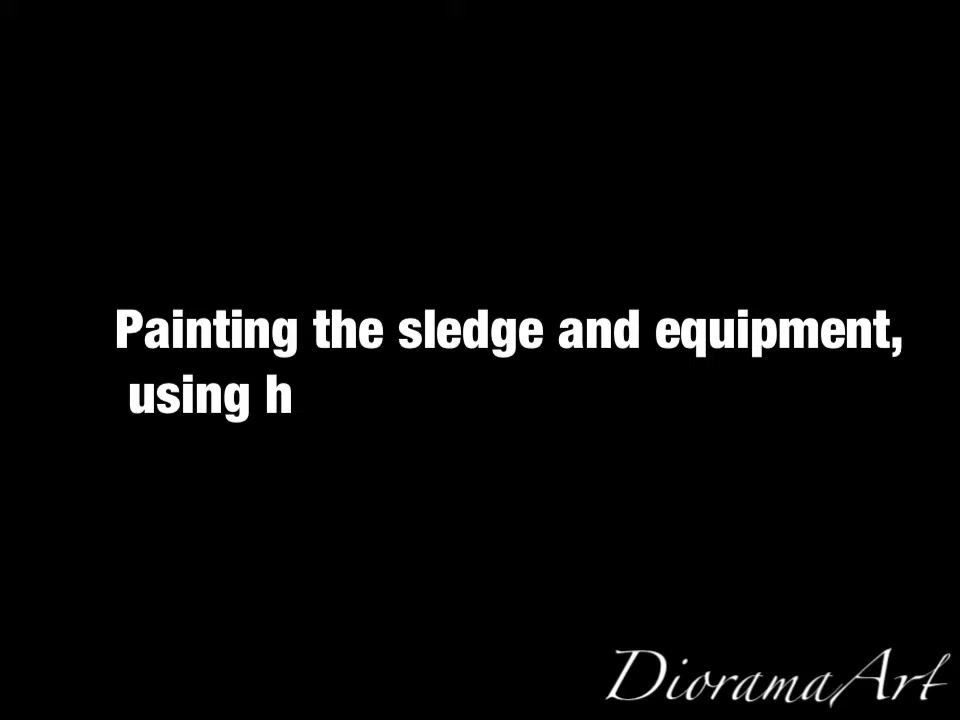 Painting the sledge and equipment,
using h
DioramaArt